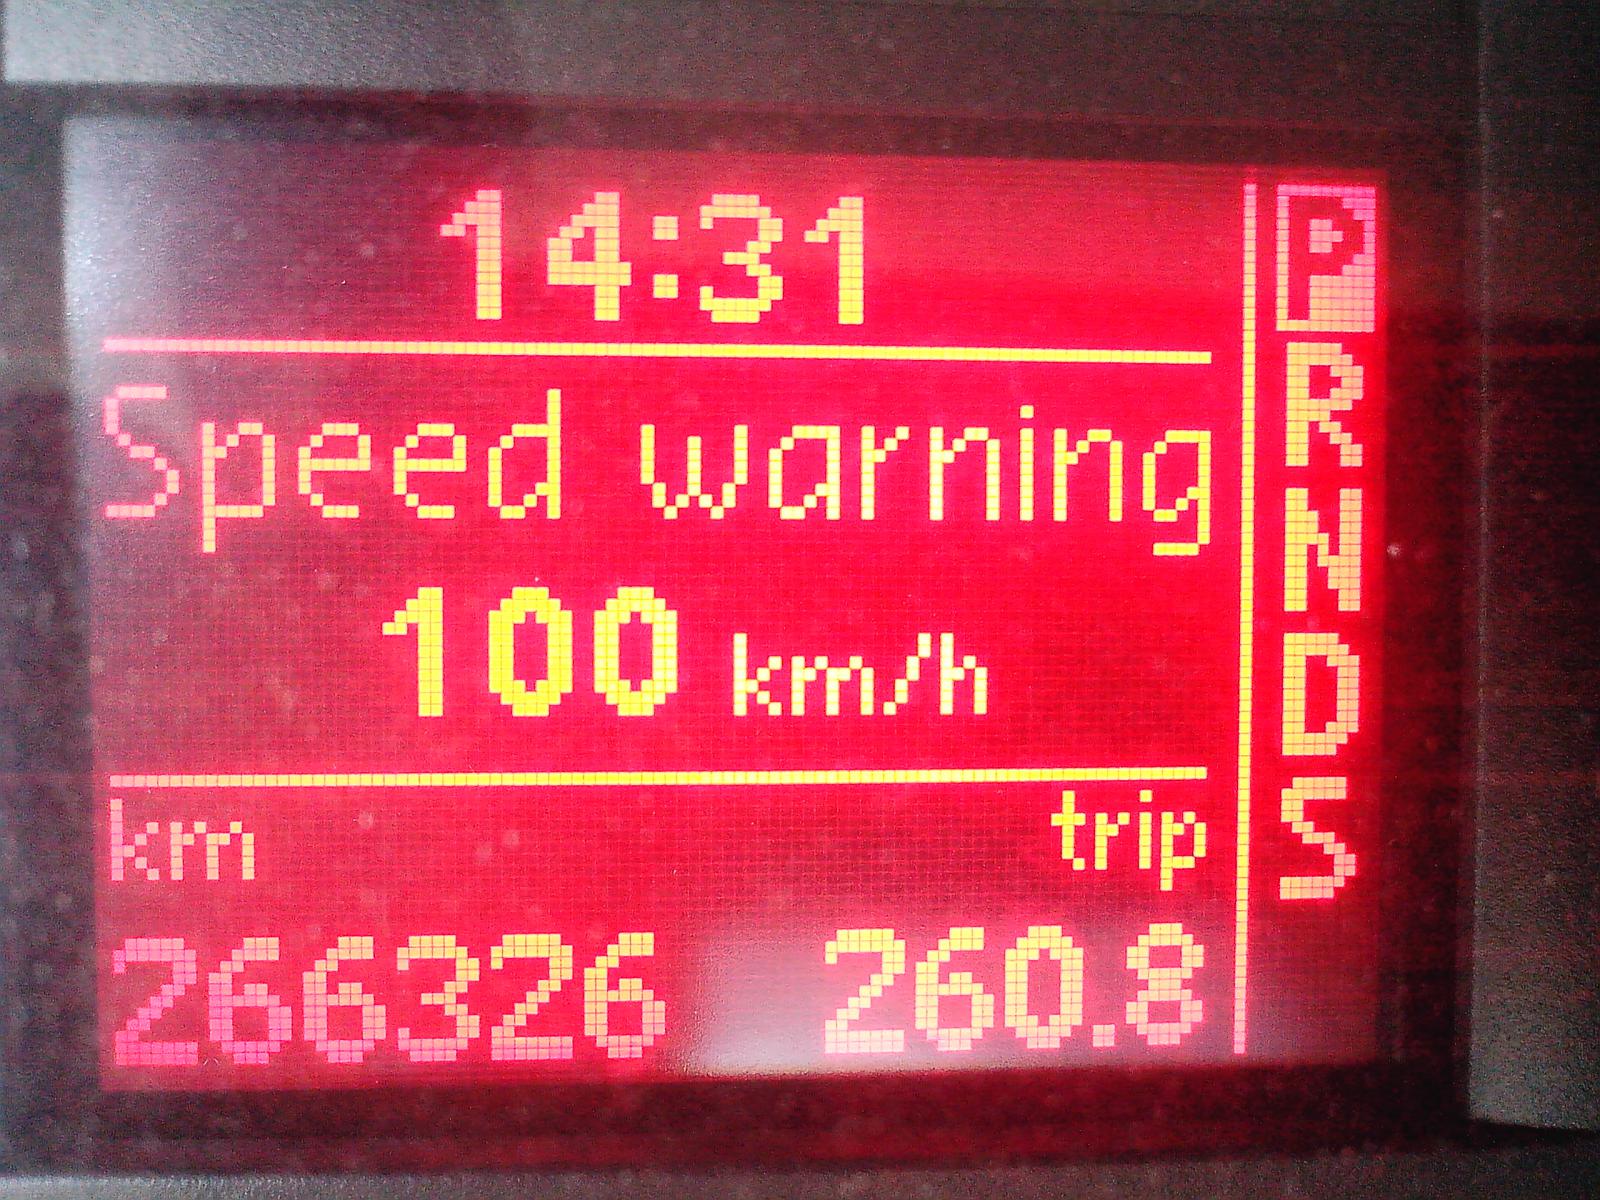 14:31
Speed warning
100 km/h
km trip
266326 260.8
P
R
N
D
S